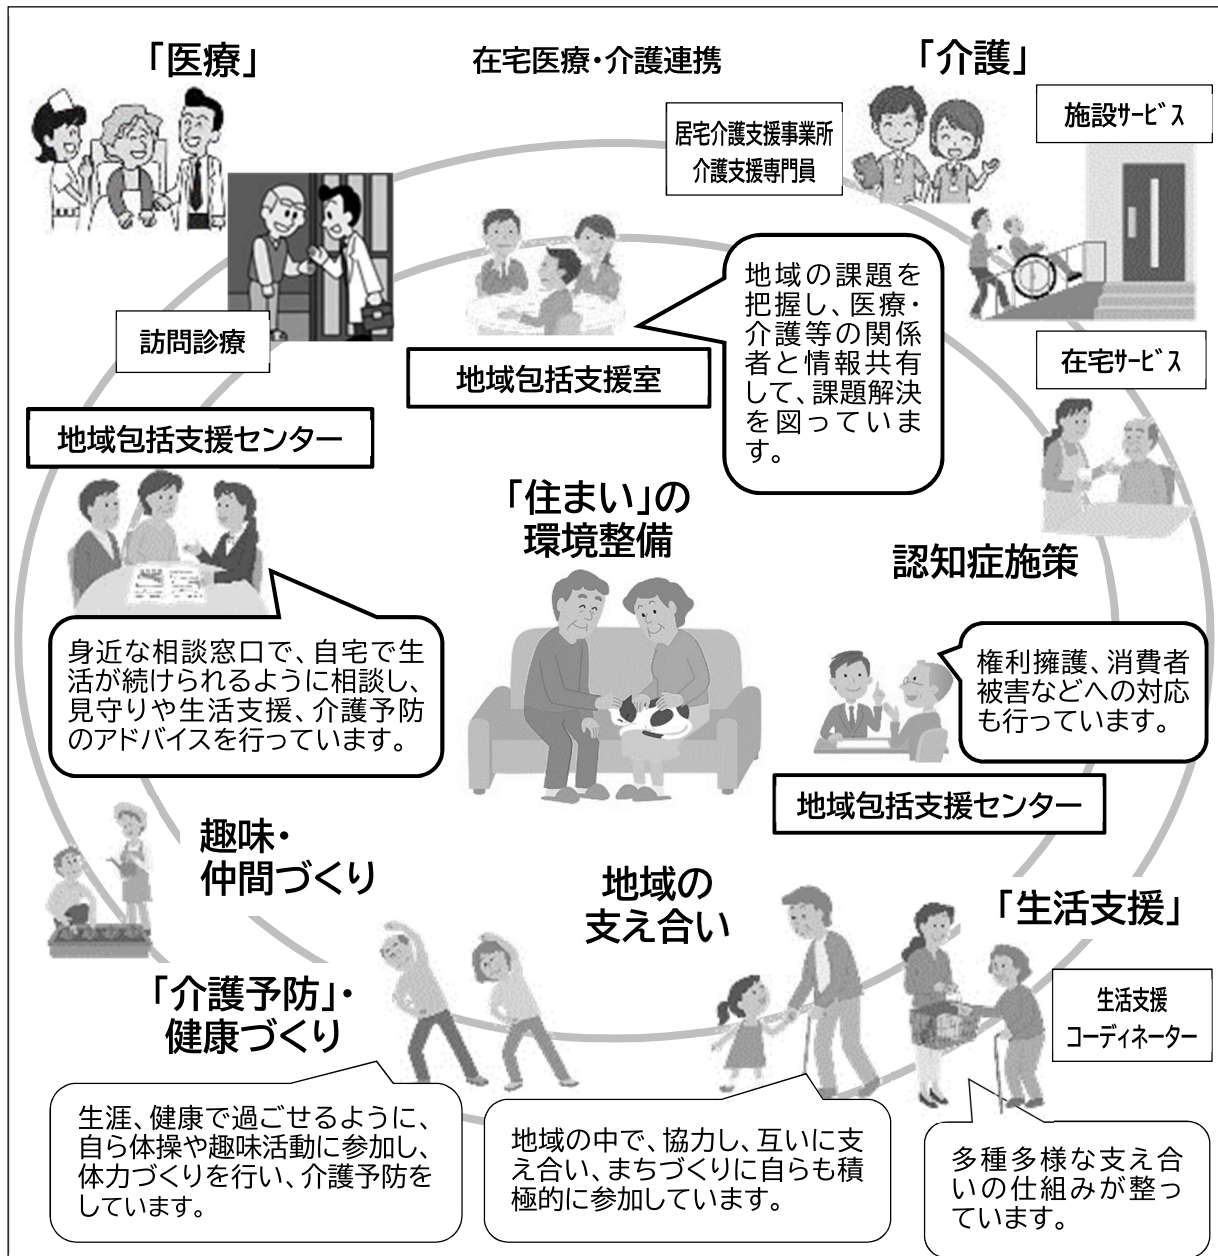 「医療」
在宅医療・介護連携
「介護」
居宅介護支援事業所
介護支援専門員
施設ｻｰﾋﾞｽ
訪問診療
地域包括支援室
地域の課題を
把握し、医療・
介護等の関係
者と情報共有
して、課題解決
を図っていま
す。
在宅ｻｰﾋﾞｽ
地域包括支援センター
「住まい」の
環境整備
認知症施策
身近な相談窓口で、自宅で生
活が続けられるように相談し、
見守りや生活支援、介護予防
のアドバイスを行っています。
権利擁護、消費者
被害などへの対応
も行っています。
地域包括支援センター
趣味・
仲間づくり
地域の
支え合い
「生活支援」
「介護予防」・
健康づくり
生活支援
コーディネーター
生涯、健康で過ごせるように、
自ら体操や趣味活動に参加し、
体力づくりを行い、介護予防を
しています。
地域の中で、協力し、互いに支
え合い、まちづくりに自らも積
極的に参加しています。
多種多様な支え合
いの仕組みが整っ
ています。